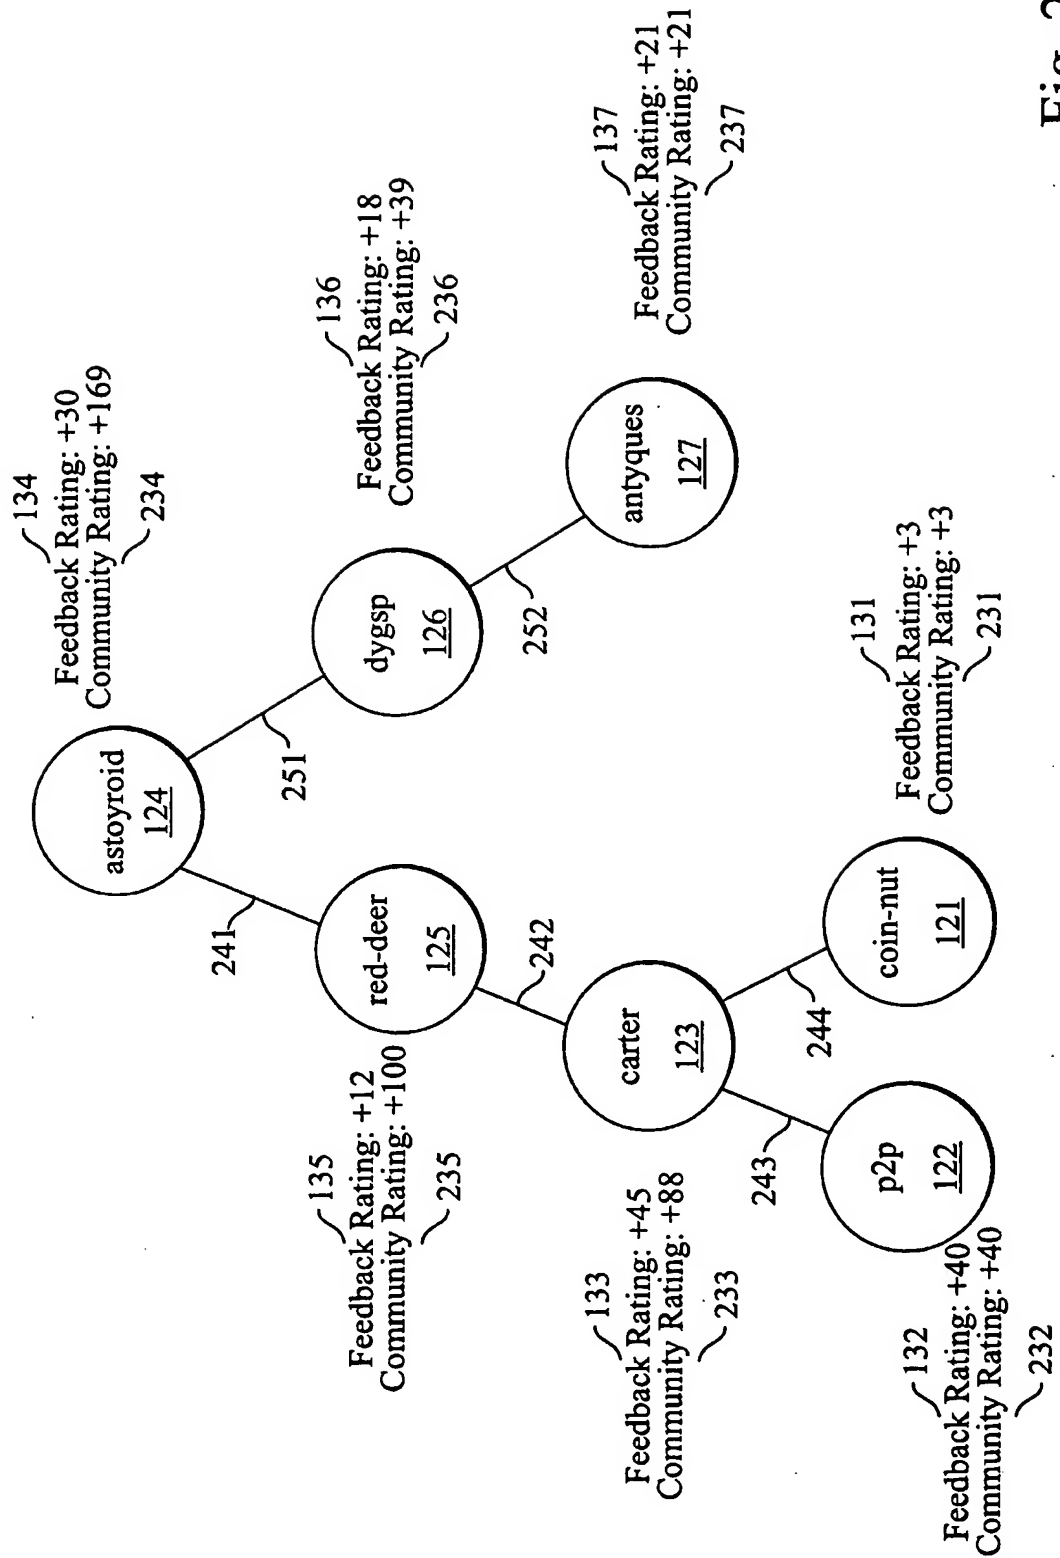 134
Feedback Rating: +30
Community Rating: +169
234
astoyroid
124
241
251
135
Feedback Rating: +12
Community Rating: +100
235
red-deer
125
dygsp
126
136
Feedback Rating: +18
Community Rating: +39
236
242
252
133
Feedback Rating: +45
Community Rating: +88
233
carter
123
antyques
127
137
Feedback Rating: +21
Community Rating: +21
237
243
244
132
Feedback Rating: +40
Community Rating: +40
232
p2p
122
coin-nut
121
131
Feedback Rating: +3
Community Rating: +3
231
Fig. 2